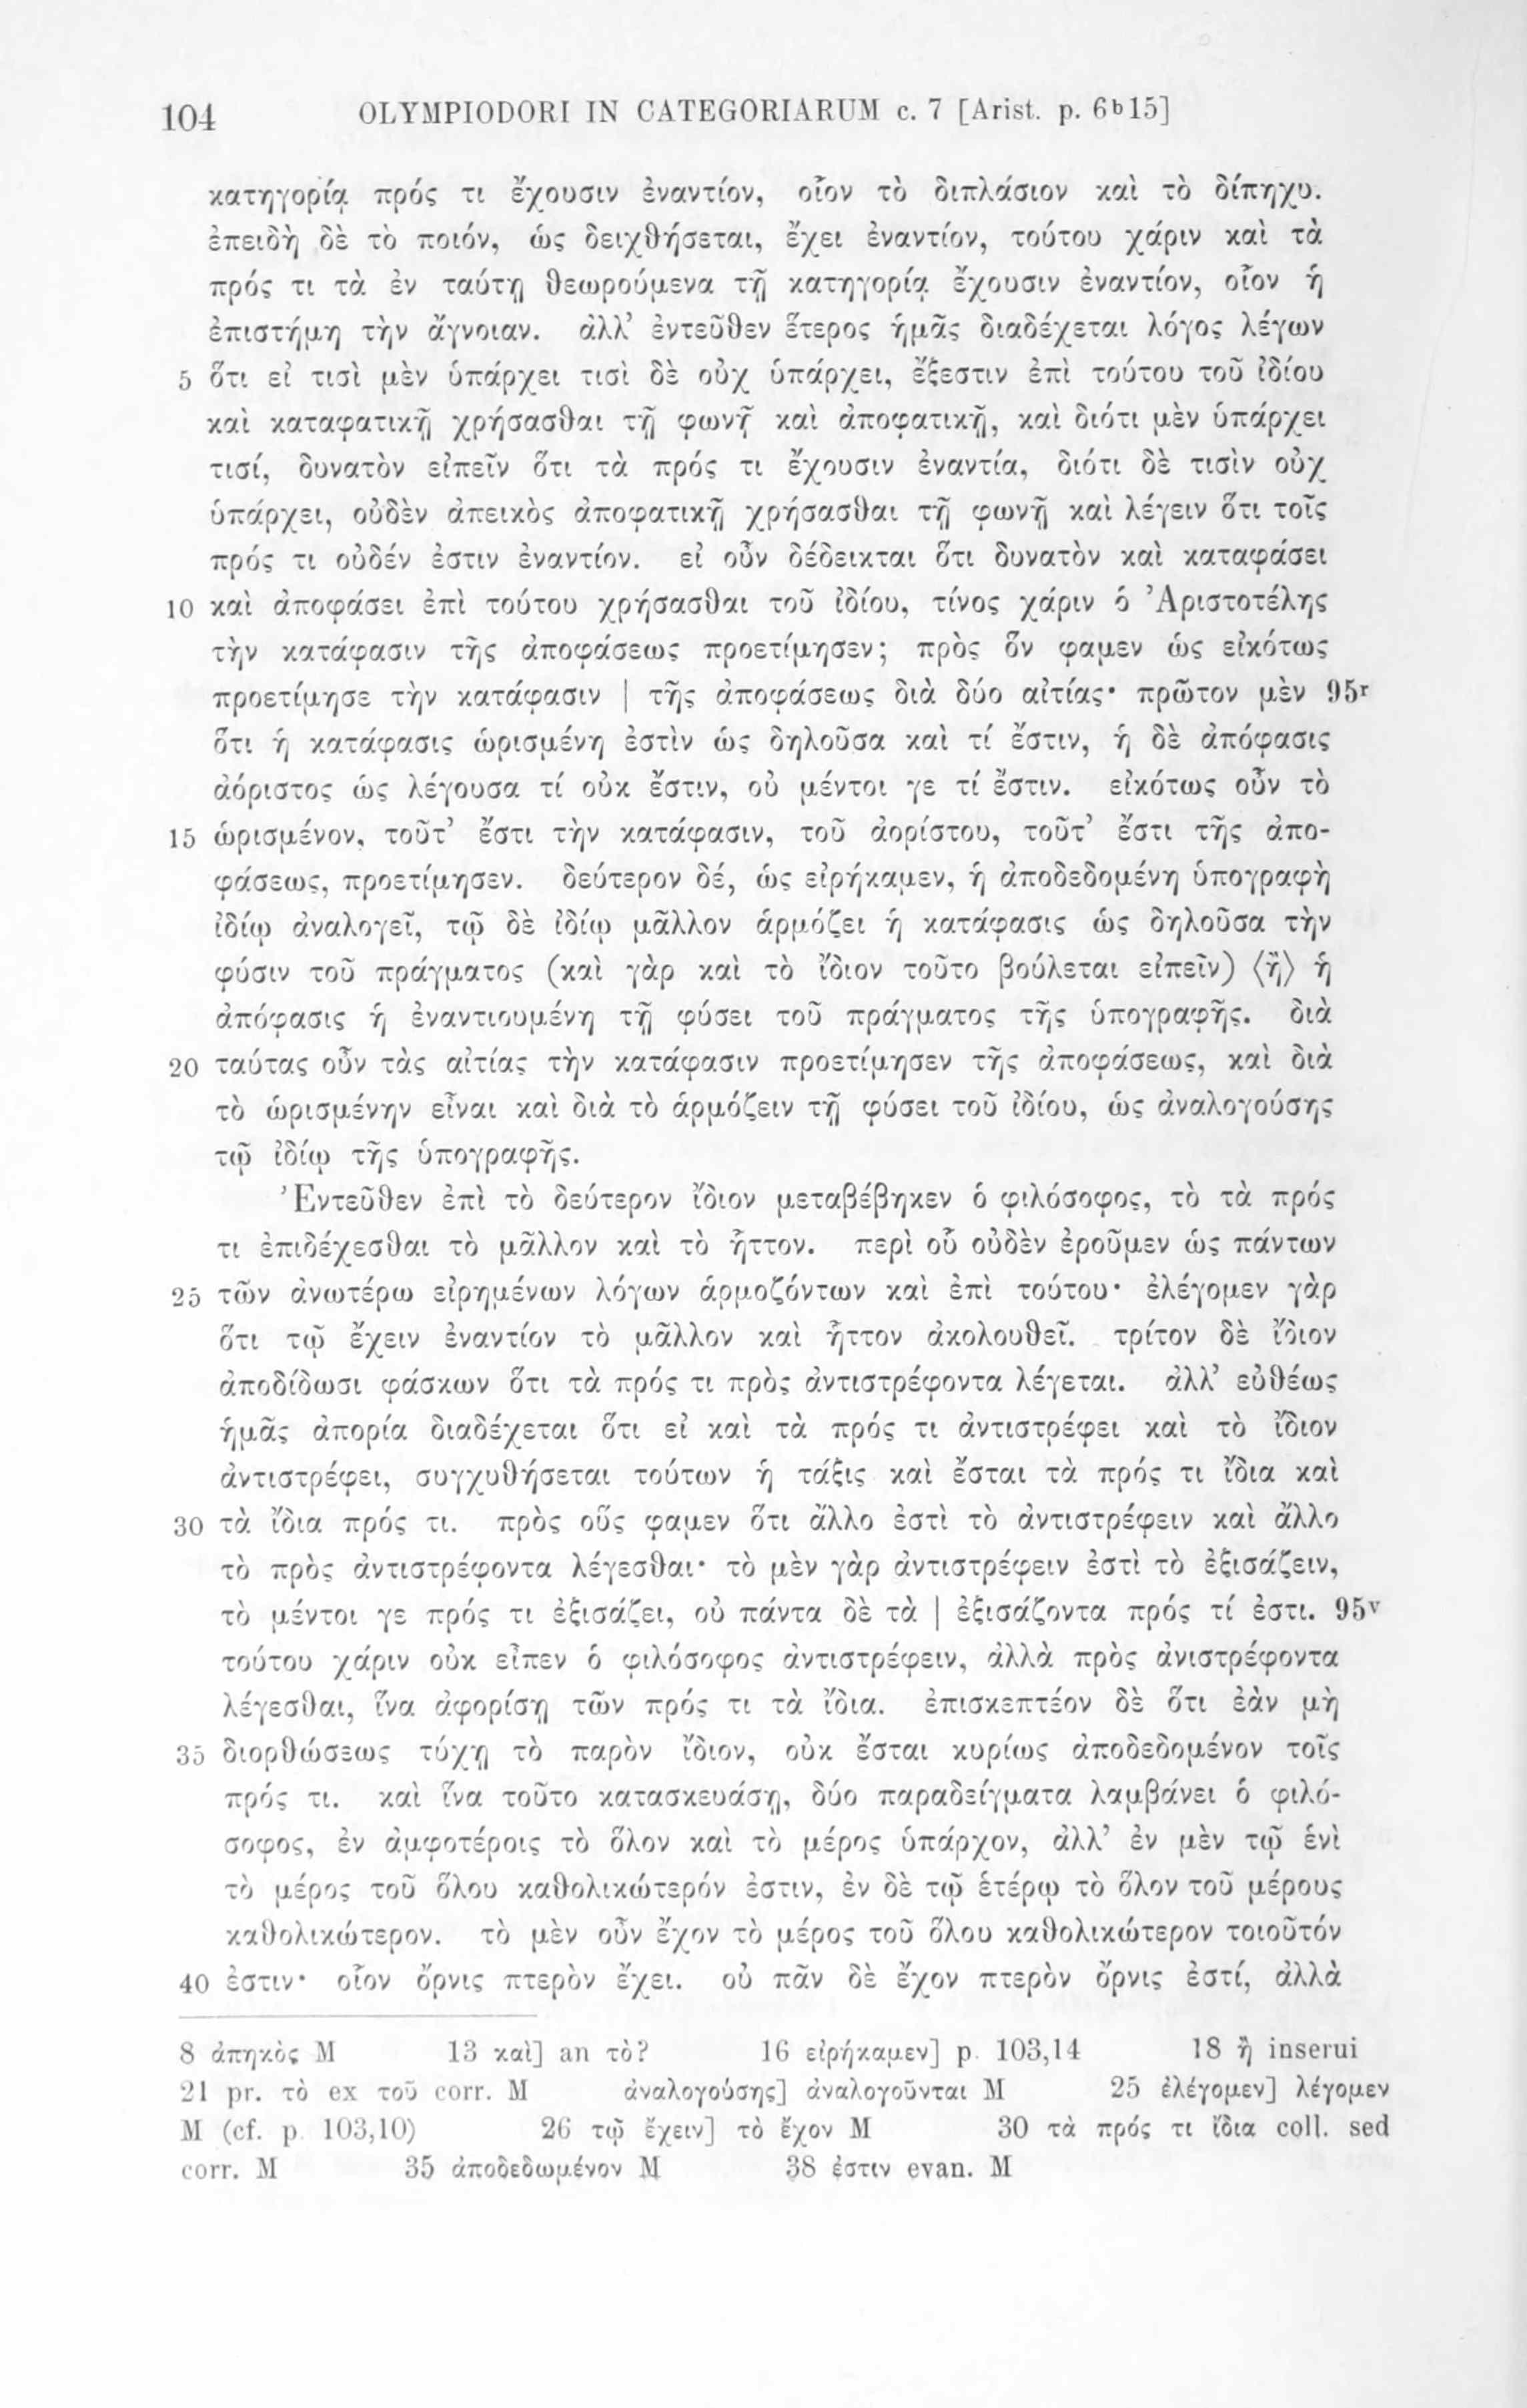 104 OLYMPIODORI IN CATEGORIARUM c. 7 [Arist. p. 6b15]
κατηγορίᾳ πρός τι ἔχουσιν ἐναντίον, οἷον τὸ διπλάσιον καὶ τὸ δίπηχυ.
ἐπειδὴ δὲ τὸ ποιόν, ὡς δειχθήσεται, ἔχει ἐναντίον, τούτου χάριν καὶ τὰ
πρός τι τὰ ἐν ταύτῃ θεωρούμενα τῇ κατηγορίᾳ ἔχουσιν ἐναντίον, οἷον ἡ
ἐπιστήμη τὴν ἄγνοιαν. ἀλλ’ ἐντεῦθεν ἕτερος ἡμᾶς διαδέχεται λόγος λέγων
5 ὅτι εἰ τισὶ μὲν ὑπάρχει τισὶ δὲ οὐχ ὑπάρχει, ἔξεστιν ἐπὶ τούτου τοῦ ἰδίου
καὶ καταφατικῇ χρήσασθαι τῇ φωνῇ καὶ ἀποφατικῇ, καὶ διότι μὲν ὑπάρχει
τισί, δυνατὸν εἰπεῖν ὅτι τὰ πρός τι ἔχουσιν ἐναντία, διότι δὲ τισὶν οὐχ
ὑπάρχει, οὐδὲν ἀπεικὸς ἀποφατικῇ χρήσασθαι τῇ φωνῇ καὶ λέγειν ὅτι τοῖς
πρός τι οὐδέν ἐστιν ἐναντίον. εἰ οὖν δέδεικται ὅτι δυνατὸν καὶ καταφάσει
10 καὶ ἀποφάσει ἐπὶ τούτου χρήσασθαι τοῦ ἰδίου, τίνος χάριν ὁ Ἀριστοτέλης
τὴν κατάφασιν τῆς ἀποφάσεως προετίμησεν; πρὸς ὅν φαμεν ὡς εἰκότως
προετίμησε τὴν κατάφασιν | τῆς ἀποφάσεως διὰ δύο αἰτίας· πρῶτον μὲν 95r
ὅτι ἡ κατάφασις ὡρισμένη ἐστὶν ὡς δηλοῦσα καὶ τί ἔστιν, ἡ δὲ ἀπόφασις
ἀόριστος ὡς λέγουσα τί οὐκ ἔστιν, οὐ μέντοι γε τί ἔστιν. εἰκότως οὖν τὸ
15 ὡρισμένον, τοῦτ’ ἔστι τὴν κατάφασιν, τοῦ ἀορίστου, τοῦτ’ ἔστι τῆς ἀπο-
φάσεως, προετίμησεν. δεύτερον δέ, ὡς εἰρήκαμεν, ἡ ἀποδεδομένη ὑπογραφὴ
ἰδίῳ ἀναλογεῖ, τῷ δὲ ἰδίῳ μᾶλλον ἁρμόζει ἡ κατάφασις ὡς δηλοῦσα τὴν
φύσιν τοῦ πράγματος (καὶ γὰρ καὶ τὸ ἴδιον τοῦτο βούλεται εἰπεῖν) ⟨ἢ⟩ ἡ
ἀπόφασις ἡ ἐναντιουμένη τῇ φύσει τοῦ πράγματος τῆς ὑπογραφῆς. διὰ
20 ταύτας οὖν τὰς αἰτίας τὴν κατάφασιν προετίμησεν τῆς ἀποφάσεως, καὶ διὰ
τὸ ὡρισμένην εἶναι καὶ διὰ τὸ ἁρμόζειν τῇ φύσει τοῦ ἰδίου, ὡς ἀναλογούσης
τῷ ἰδίῳ τῆς ὑπογραφῆς.
Ἐντεῦθεν ἐπὶ τὸ δεύτερον ἴδιον μεταβέβηκεν ὁ φιλόσοφος, τὸ τὰ πρός
τι ἐπιδέχεσθαι τὸ μᾶλλον καὶ τὸ ἧττον. περὶ οὗ οὐδὲν ἐροῦμεν ὡς πάντων
25 τῶν ἀνωτέρω εἰρημένων λόγων ἁρμοζόντων καὶ ἐπὶ τούτου· ἐλέγομεν γὰρ
ὅτι τῷ ἔχειν ἐναντίον τὸ μᾶλλον καὶ ἧττον ἀκολουθεῖ. τρίτον δὲ ἴδιον
ἀποδίδωσι φάσκων ὅτι τὰ πρός τι πρὸς ἀντιστρέφοντα λέγεται. ἀλλ’ εὐθέως
ἡμᾶς ἀπορία διαδέχεται ὅτι εἰ καὶ τὰ πρός τι ἀντιστρέφει καὶ τὸ ἴδιον
ἀντιστρέφει, συγχυθήσεται τούτων ἡ τάξις καὶ ἔσται τὰ πρός τι ἴδια καὶ
30 τὰ ἴδια πρός τι. πρὸς οὕς φαμεν ὅτι ἄλλο ἐστὶ τὸ ἀντιστρέφειν καὶ ἄλλο
τὸ πρὸς ἀντιστρέφοντα λέγεσθαι· τὸ μὲν γὰρ ἀντιστρέφειν ἐστὶ τὸ ἐξισάζειν,
τὸ μέντοι γε πρός τι ἐξισάζει, οὐ πάντα δὲ τὰ | ἐξισάζοντα πρός τί ἐστι. 95v
τούτου χάριν οὐκ εἶπεν ὁ φιλόσοφος ἀντιστρέφειν, ἀλλὰ πρὸς ἀνιστρέφοντα
λέγεσθαι, ἵνα ἀφορίσῃ τῶν πρός τι τὰ ἴδια. ἐπισκεπτέον δὲ ὅτι ἐὰν μὴ
35 διορθώσεως τύχῃ τὸ παρὸν ἴδιον, οὐκ ἔσται κυρίως ἀποδεδομένον τοῖς
πρός τι. καὶ ἵνα τοῦτο κατασκευάσῃ, δύο παραδείγματα λαμβάνει ὁ φιλό-
σοφος, ἐν ἀμφοτέροις τὸ ὅλον καὶ τὸ μέρος ὑπάρχον, ἀλλ’ ἐν μὲν τῷ ἑνὶ
τὸ μέρος τοῦ ὅλου καθολικώτερόν ἐστιν, ἐν δὲ τῷ ἑτέρῳ τὸ ὅλον τοῦ μέρους
καθολικώτερον. τὸ μὲν οὖν ἔχον τὸ μέρος τοῦ ὅλου καθολικώτερον τοιοῦτόν
40 ἐστιν· οἷον ὄρνις πτερὸν ἔχει. οὐ πᾶν δὲ ἔχον πτερὸν ὄρνις ἐστί, ἀλλὰ
8 ἀπηκὸς M 13 καὶ] an τὸ? 16 εἰρήκαμεν] p. 103,14 18 ἢ inserui
21 pr. τὸ ex τοῦ corr. M ἀναλογούσης] ἀναλογοῦνται M 25 ἐλέγομεν] λέγομεν
M (cf. p. 103,10) 26 τῷ ἔχειν] τὸ ἔχον M 30 τὰ πρός τι ἴδια coll. sed
corr. M 35 ἀποδεδωμένον M 38 ἐστιν evan. M